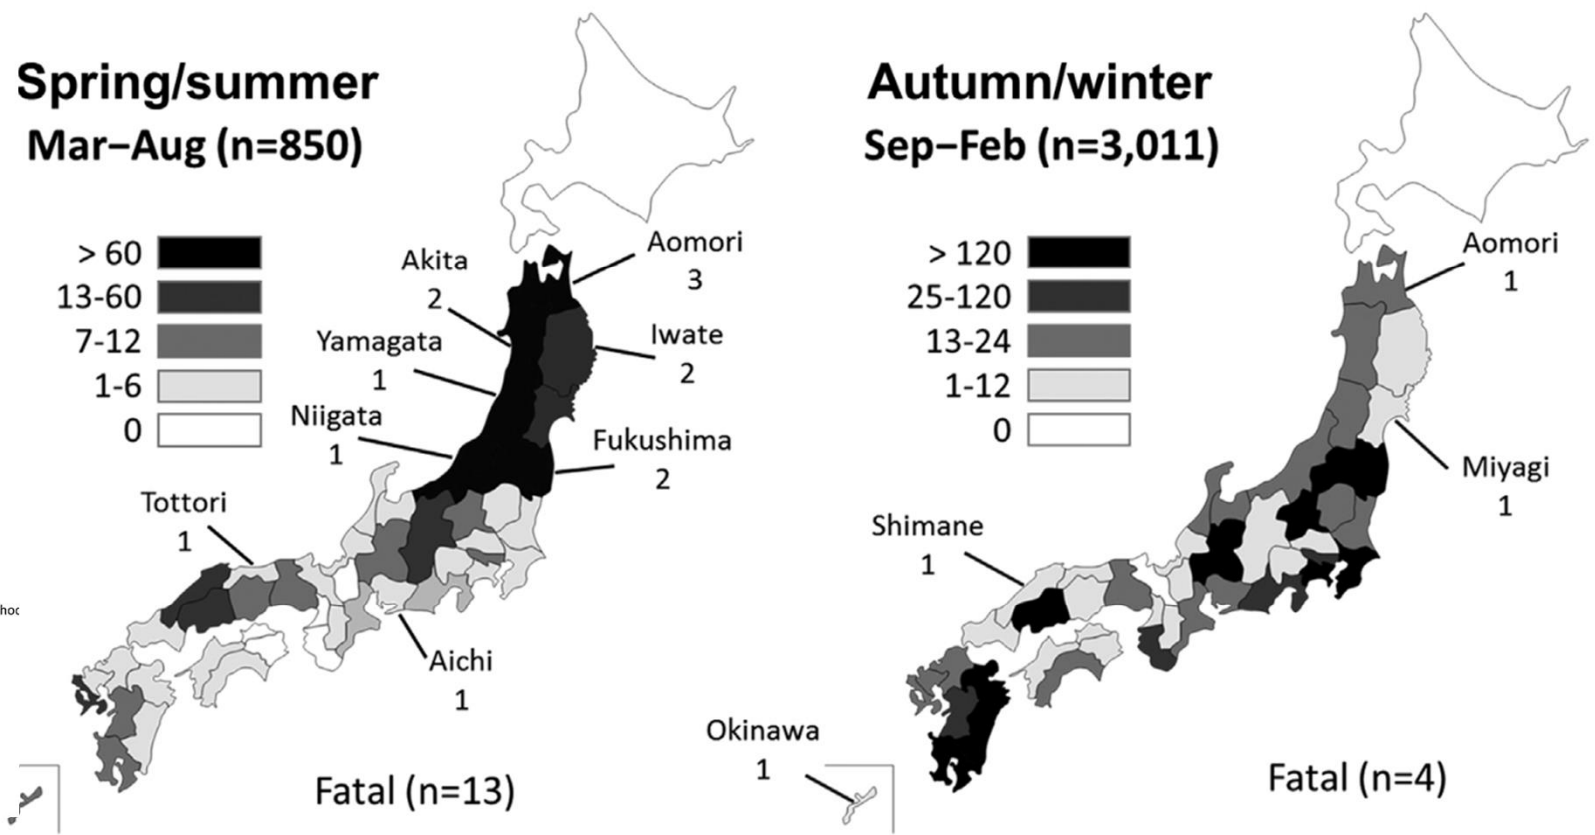 Spring/summer
Mar–Aug (n=850)
> 60
13-60
7-12
1-6
0
Akita
2
Aomori
3
Yamagata
1
Iwate
2
Niigata
1
Fukushima
2
Tottori
1
Aichi
1
Fatal (n=13)
Autumn/winter
Sep–Feb (n=3,011)
> 120
25-120
13-24
1-12
0
Aomori
1
Miyagi
1
Shimane
1
Okinawa
1
Fatal (n=4)